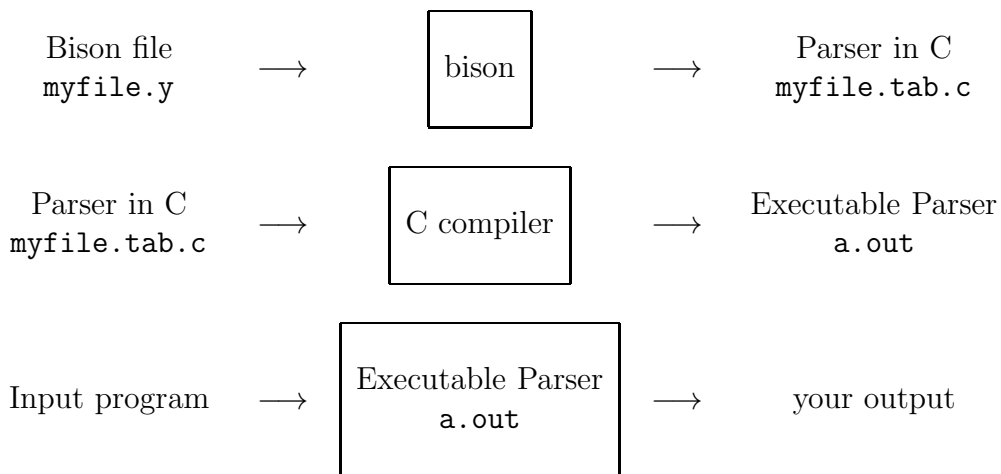 Bison file
myfile.y
⟶
bison
⟶
Parser in C
myfile.tab.c
Parser in C
myfile.tab.c
⟶
C compiler
⟶
Executable Parser
a.out
Input program
⟶
Executable Parser
a.out
⟶
your output